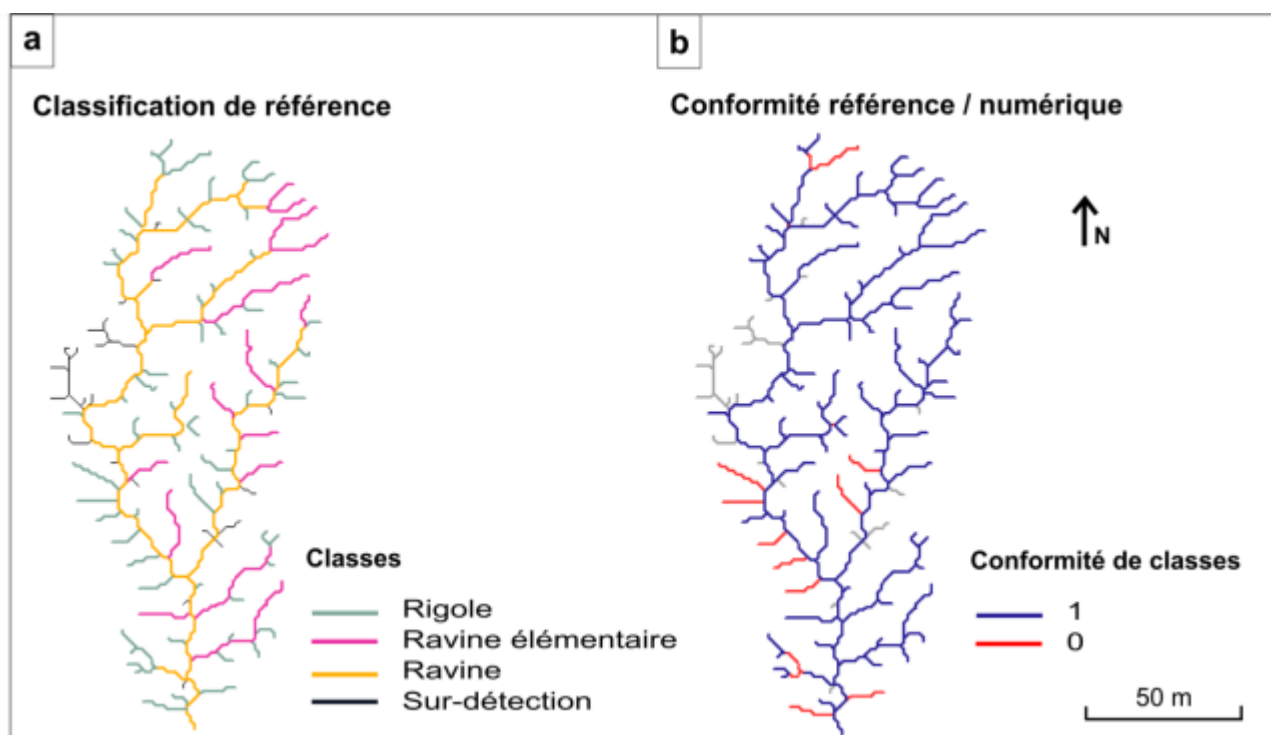 a
Classification de référence
Classes
Rigole
Ravine élémentaire
Ravine
Sur-détection
b
Conformité référence / numérique
N
Conformité de classes
1
0
50 m